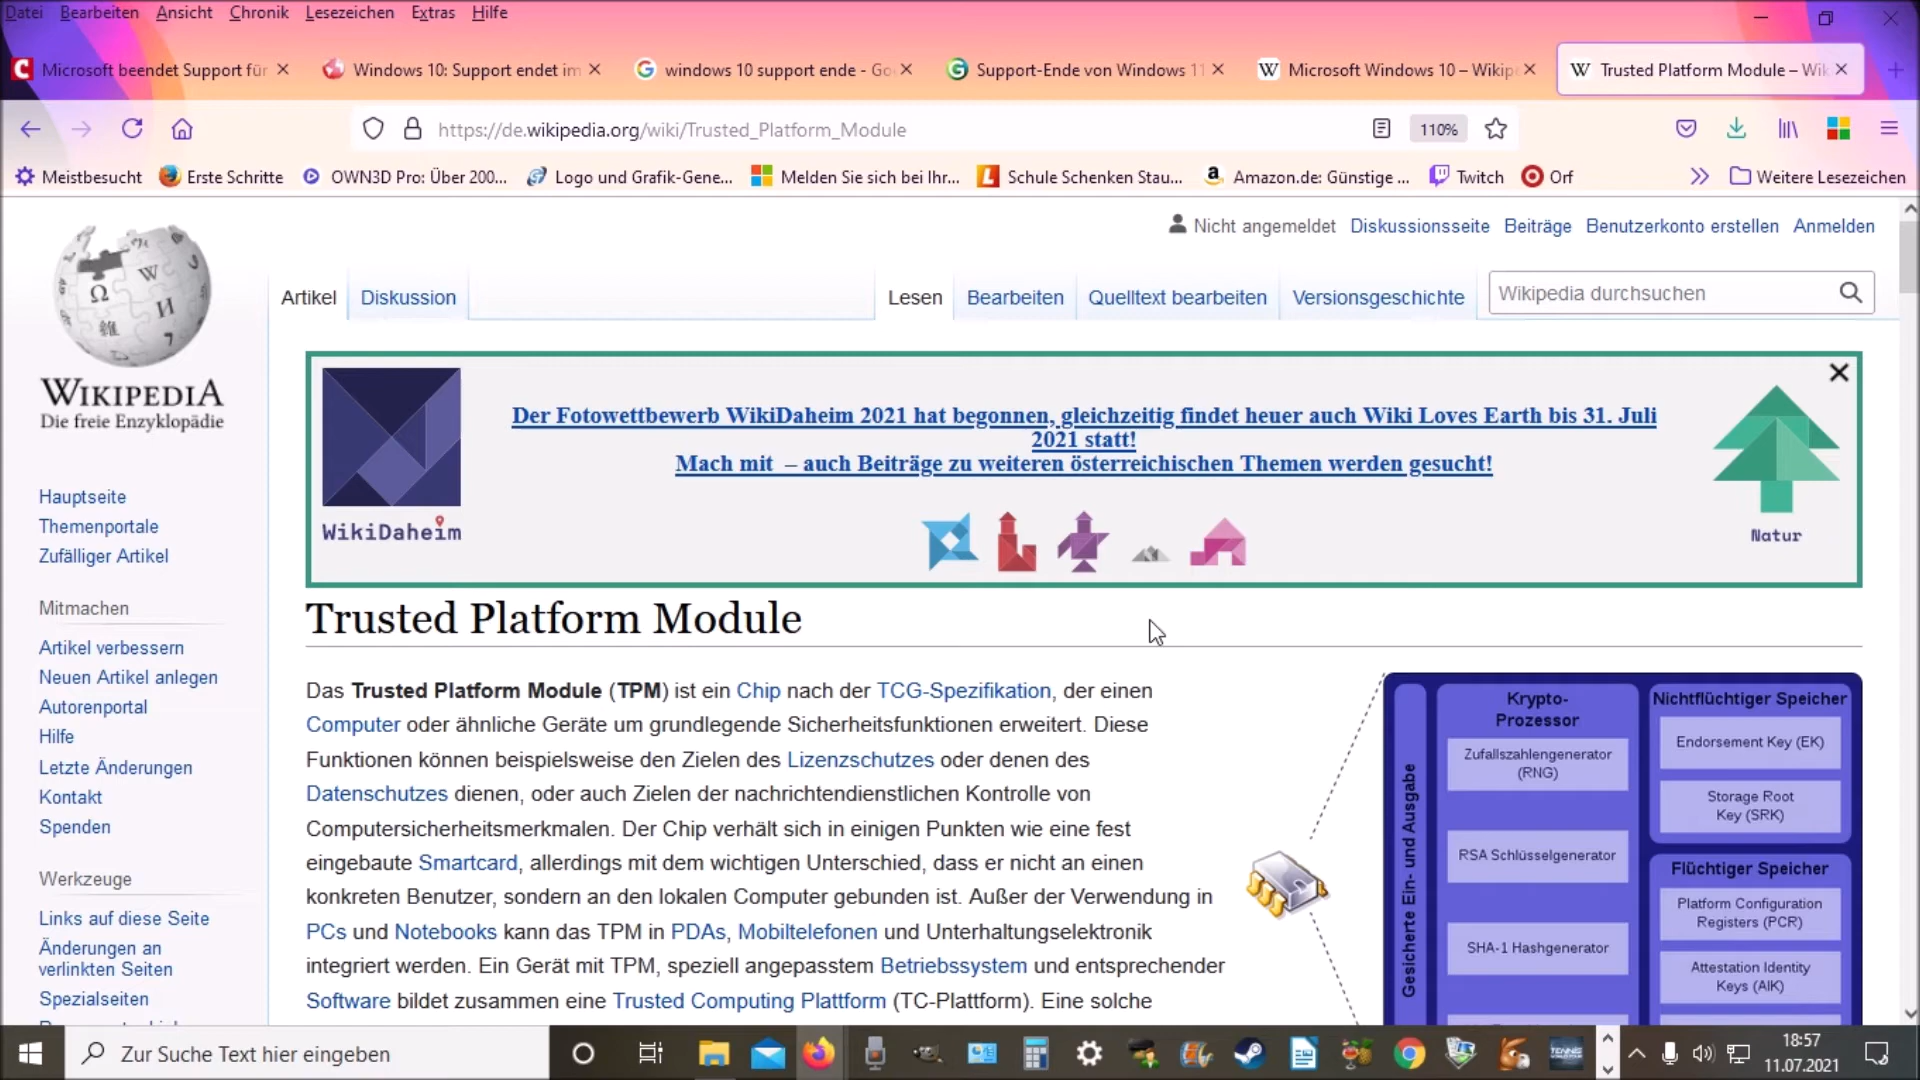 Datei Bearbeiten Ansicht Chronik Lesezeichen Extras Hilfe
Microsoft beendet Support für
Windows 10: Support endet im
windows 10 support ende - Go
Support-Ende von Windows 11
Microsoft Windows 10 – Wikip
Trusted Platform Module – Wik
https://de.wikipedia.org/wiki/Trusted_Platform_Module
110%
Meistbesucht Erste Schritte OWN3D Pro: Über 200... Logo und Grafik-Gene... Melden Sie sich bei Ihr... Schule Schenken Stau... Amazon.de: Günstige ... Twitch Orf Weitere Lesezeichen
Nicht angemeldet Diskussionsseite Beiträge Benutzerkonto erstellen Anmelden
WIKIPEDIA
Die freie Enzyklopädie
Artikel Diskussion Lesen Bearbeiten Quelltext bearbeiten Versionsgeschichte Wikipedia durchsuchen
Der Fotowettbewerb WikiDaheim 2021 hat begonnen, gleichzeitig findet heuer auch Wiki Loves Earth bis 31. Juli
2021 statt!
Mach mit – auch Beiträge zu weiteren österreichischen Themen werden gesucht!
WikiDaheim
Natur
Hauptseite
Themenportale
Zufälliger Artikel
Mitmachen
Artikel verbessern
Neuen Artikel anlegen
Autorenportal
Hilfe
Letzte Änderungen
Kontakt
Spenden
Werkzeuge
Links auf diese Seite
Änderungen an
verlinkten Seiten
Spezialseiten
Trusted Platform Module
Das Trusted Platform Module (TPM) ist ein Chip nach der TCG-Spezifikation, der einen
Computer oder ähnliche Geräte um grundlegende Sicherheitsfunktionen erweitert. Diese
Funktionen können beispielsweise den Zielen des Lizenzschutzes oder denen des
Datenschutzes dienen, oder auch Zielen der nachrichtendienstlichen Kontrolle von
Computersicherheitsmerkmalen. Der Chip verhält sich in einigen Punkten wie eine fest
eingebaute Smartcard, allerdings mit dem wichtigen Unterschied, dass er nicht an einen
konkreten Benutzer, sondern an den lokalen Computer gebunden ist. Außer der Verwendung in
PCs und Notebooks kann das TPM in PDAs, Mobiltelefonen und Unterhaltungselektronik
integriert werden. Ein Gerät mit TPM, speziell angepasstem Betriebssystem und entsprechender
Software bildet zusammen eine Trusted Computing Plattform (TC-Plattform). Eine solche
Gesicherte Ein- und Ausgabe
Krypto-
Prozessor
Zufallszahlengenerator
(RNG)
RSA Schlüsselgenerator
SHA-1 Hashgenerator
Nichtflüchtiger Speicher
Endorsement Key (EK)
Storage Root
Key (SRK)
Flüchtiger Speicher
Platform Configuration
Registers (PCR)
Attestation Identity
Keys (AIK)
Zur Suche Text hier eingeben
18:57
11.07.2021